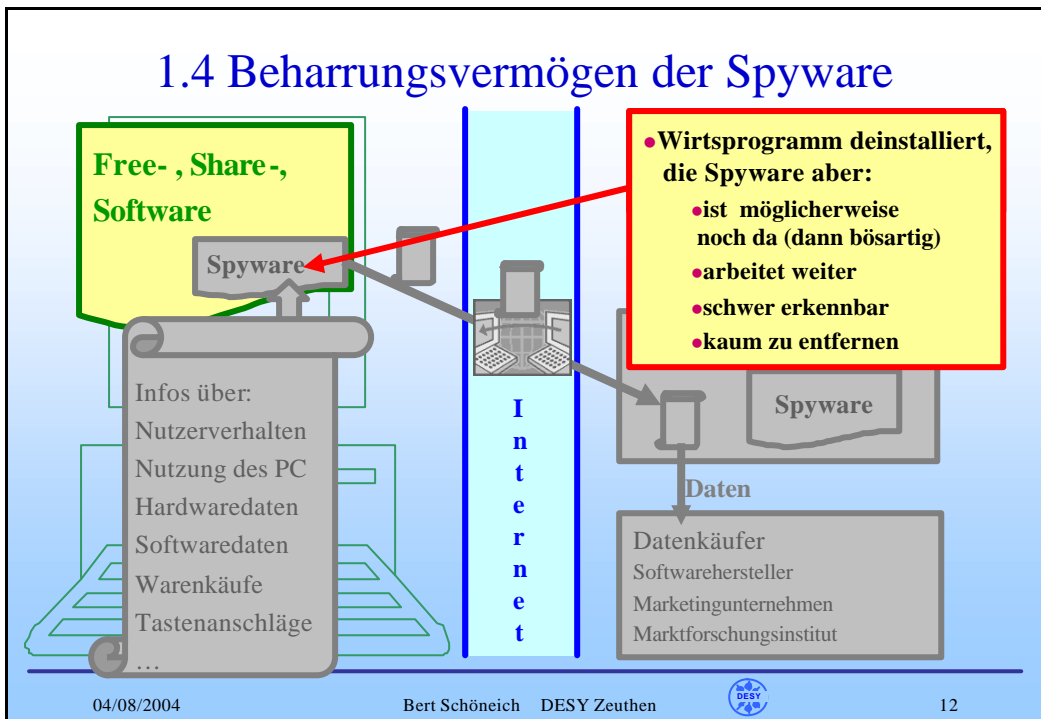 1.4 Beharrungsvermögen der Spyware
Free- , Share -,
Software
Spyware
Infos über:
Nutzerverhalten
Nutzung des PC
Hardwaredaten
Softwaredaten
Warenkäufe
Tastenanschläge
…
Internet
●Wirtsprogramm deinstalliert,
die Spyware aber:
●ist möglicherweise
noch da (dann bösartig)
●arbeitet weiter
●schwer erkennbar
●kaum zu entfernen
Spyware
Daten
Datenkäufer
Softwarehersteller
Marketingunternehmen
Marktforschungsinstitut
04/08/2004 Bert Schöneich DESY Zeuthen DESY 12